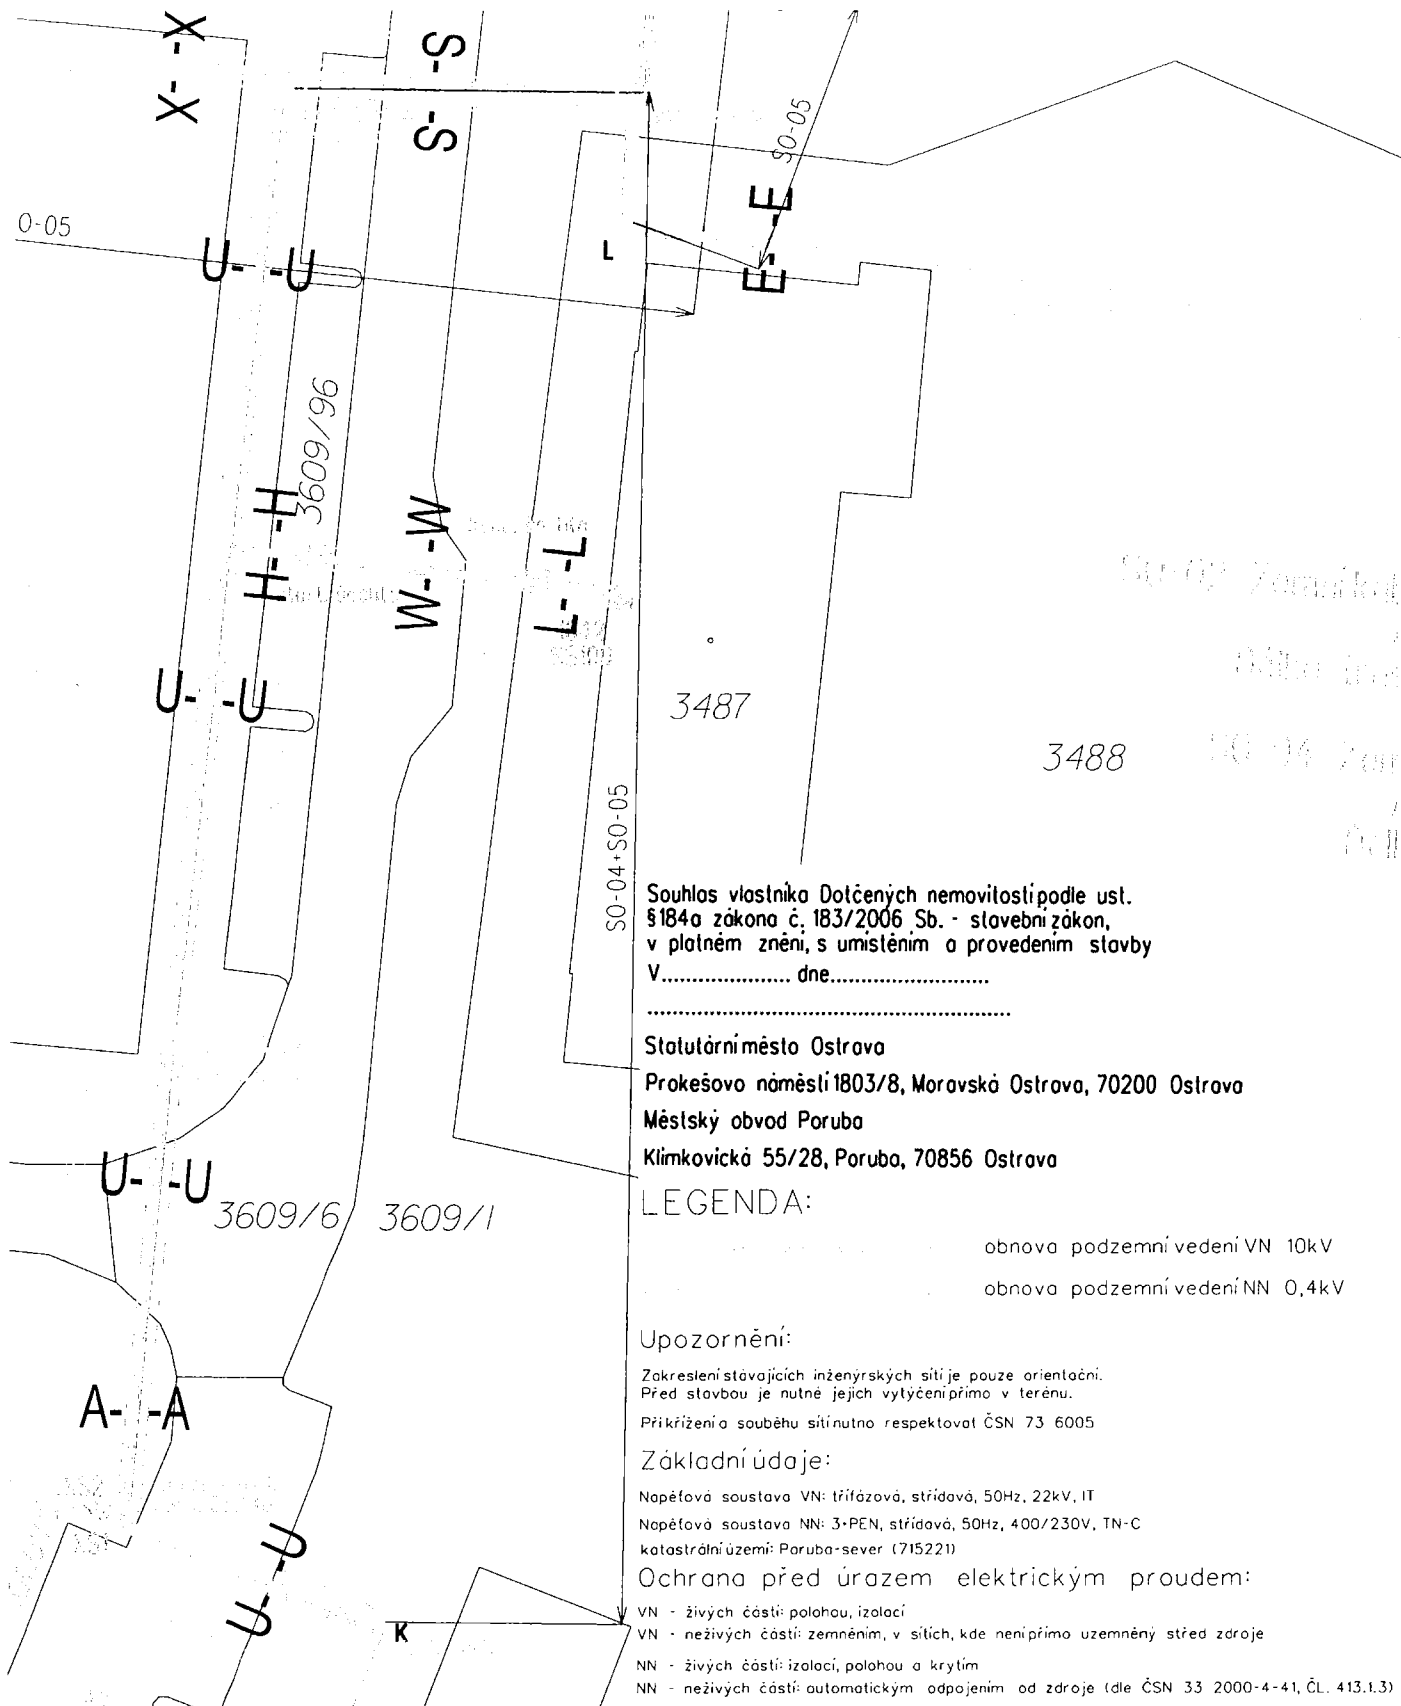 X- -X
S-S
SO-05
E-E
O-05
U- -U
L
3609/96
H- -H
W- -W
L- -L
U- -U
3487
3488
SO-04+SO-05
Souhlas vlastníka Dotčených nemovitostí podle ust.
§184a zákona č. 183/2006 Sb. - stavební zákon,
v platném znění, s umístěním a provedením stavby
V.................... dne.........................
..........................................................
Statutární město Ostrava
Prokešovo náměstí 1803/8, Moravská Ostrava, 70200 Ostrava
Městský obvod Poruba
Klimkovická 55/28, Poruba, 70856 Ostrava
U- -U
3609/6
3609/1
LEGENDA:
obnova podzemní vedení VN 10kV
obnova podzemní vedení NN 0,4kV
Upozornění:
Zakreslení stávajících inženýrských sítí je pouze orientační.
Před stavbou je nutné jejich vytýčení přímo v terénu.
Při křížení a souběhu sítí nutno respektovat ČSN 73 6005
A- -A
Základní údaje:
Napěťová soustava VN: třífázová, střídavá, 50Hz, 22kV, IT
Napěťová soustava NN: 3+PEN, střídavá, 50Hz, 400/230V, TN-C
katastrální území: Poruba-sever (715221)
U- -U
Ochrana před úrazem elektrickým proudem:
VN - živých částí: polohou, izolací
VN - neživých částí: zemněním, v sítích, kde není přímo uzemněný střed zdroje
K
NN - živých částí: izolací, polohou a krytím
NN - neživých částí: automatickým odpojením od zdroje (dle ČSN 33 2000-4-41, ČL. 413.1.3)